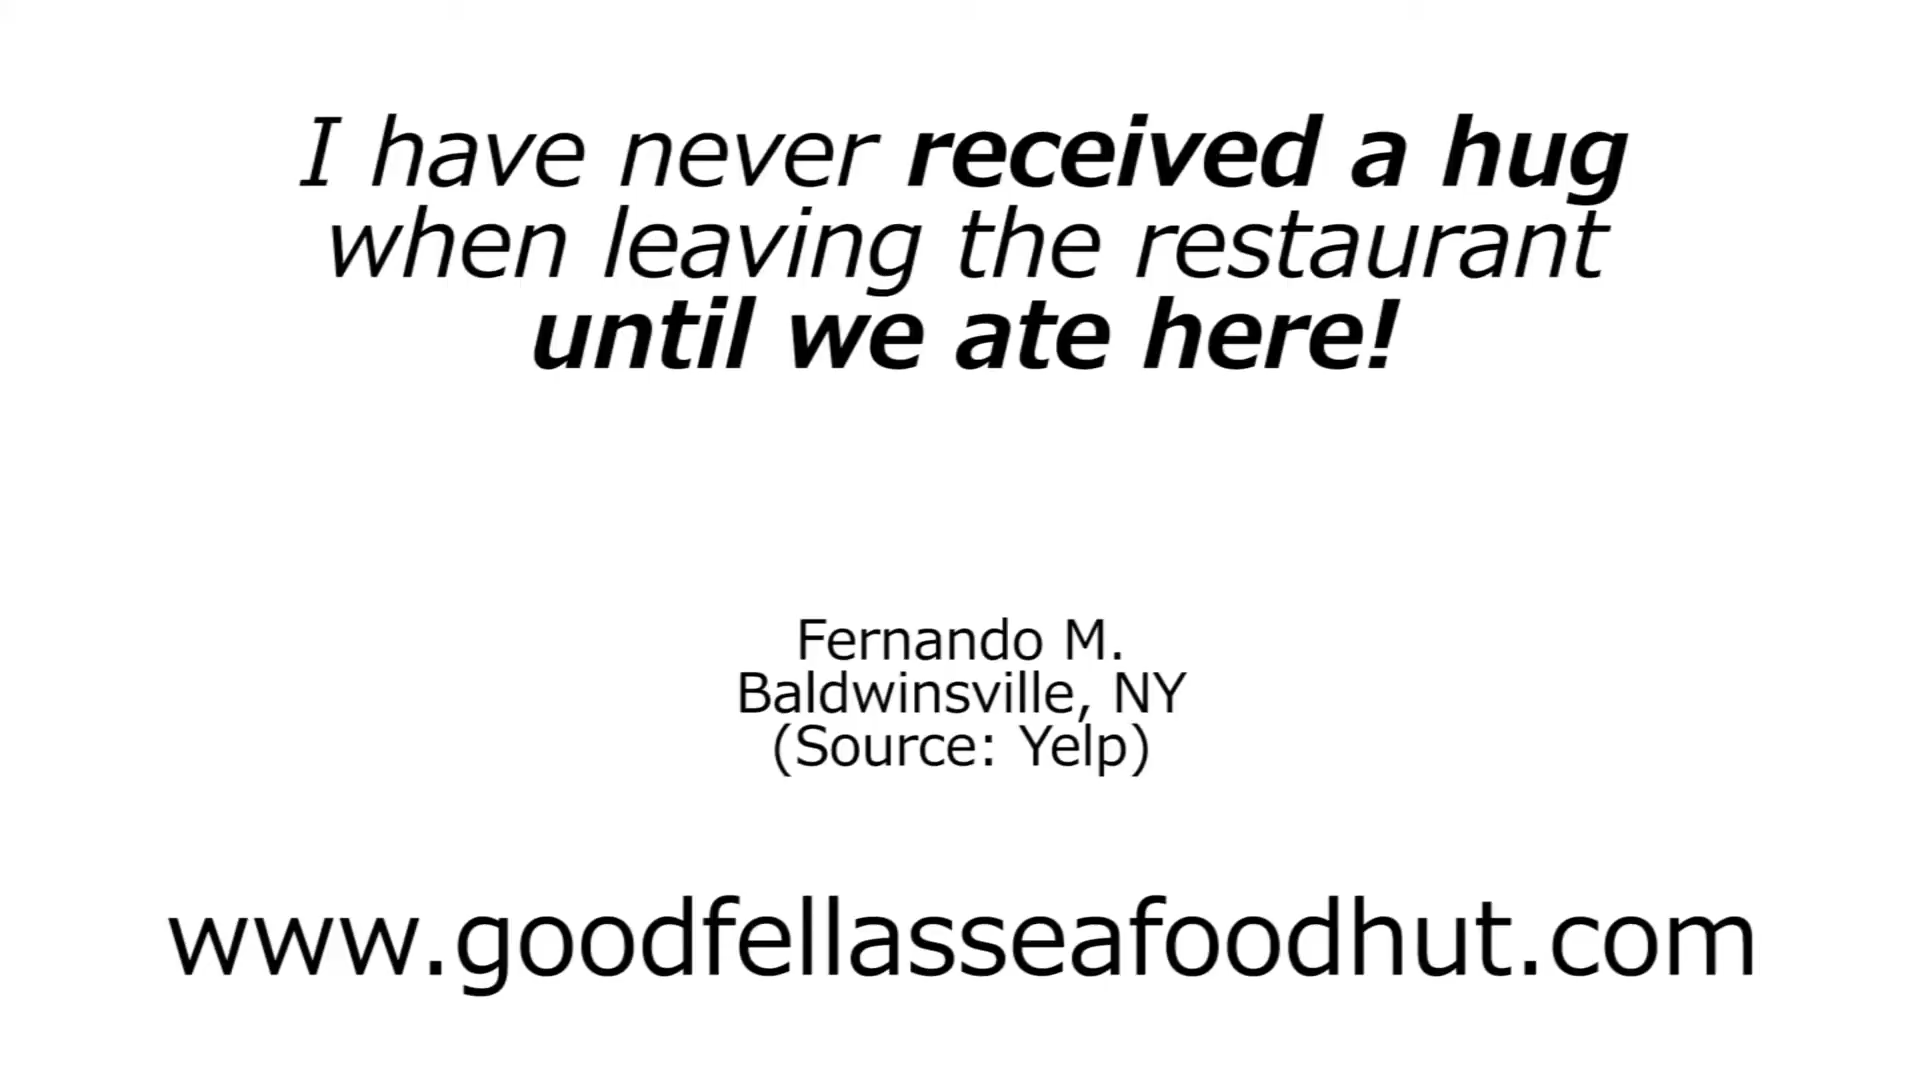 I have never received a hug
when leaving the restaurant
until we ate here!
Fernando M.
Baldwinsville, NY
(Source: Yelp)
www.goodfellasseafoodhut.com